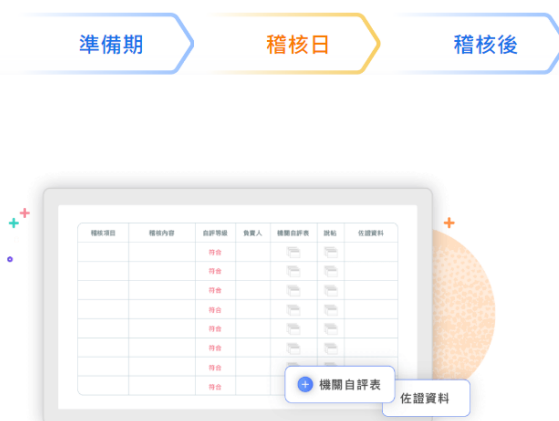 準備期 稽核日 稽核後
稽核項目 稽核內容 自評等級 負責人 機關自評表 說帖 佐證資料
符合
符合
符合
符合
符合
符合
符合
符合
機關自評表
佐證資料